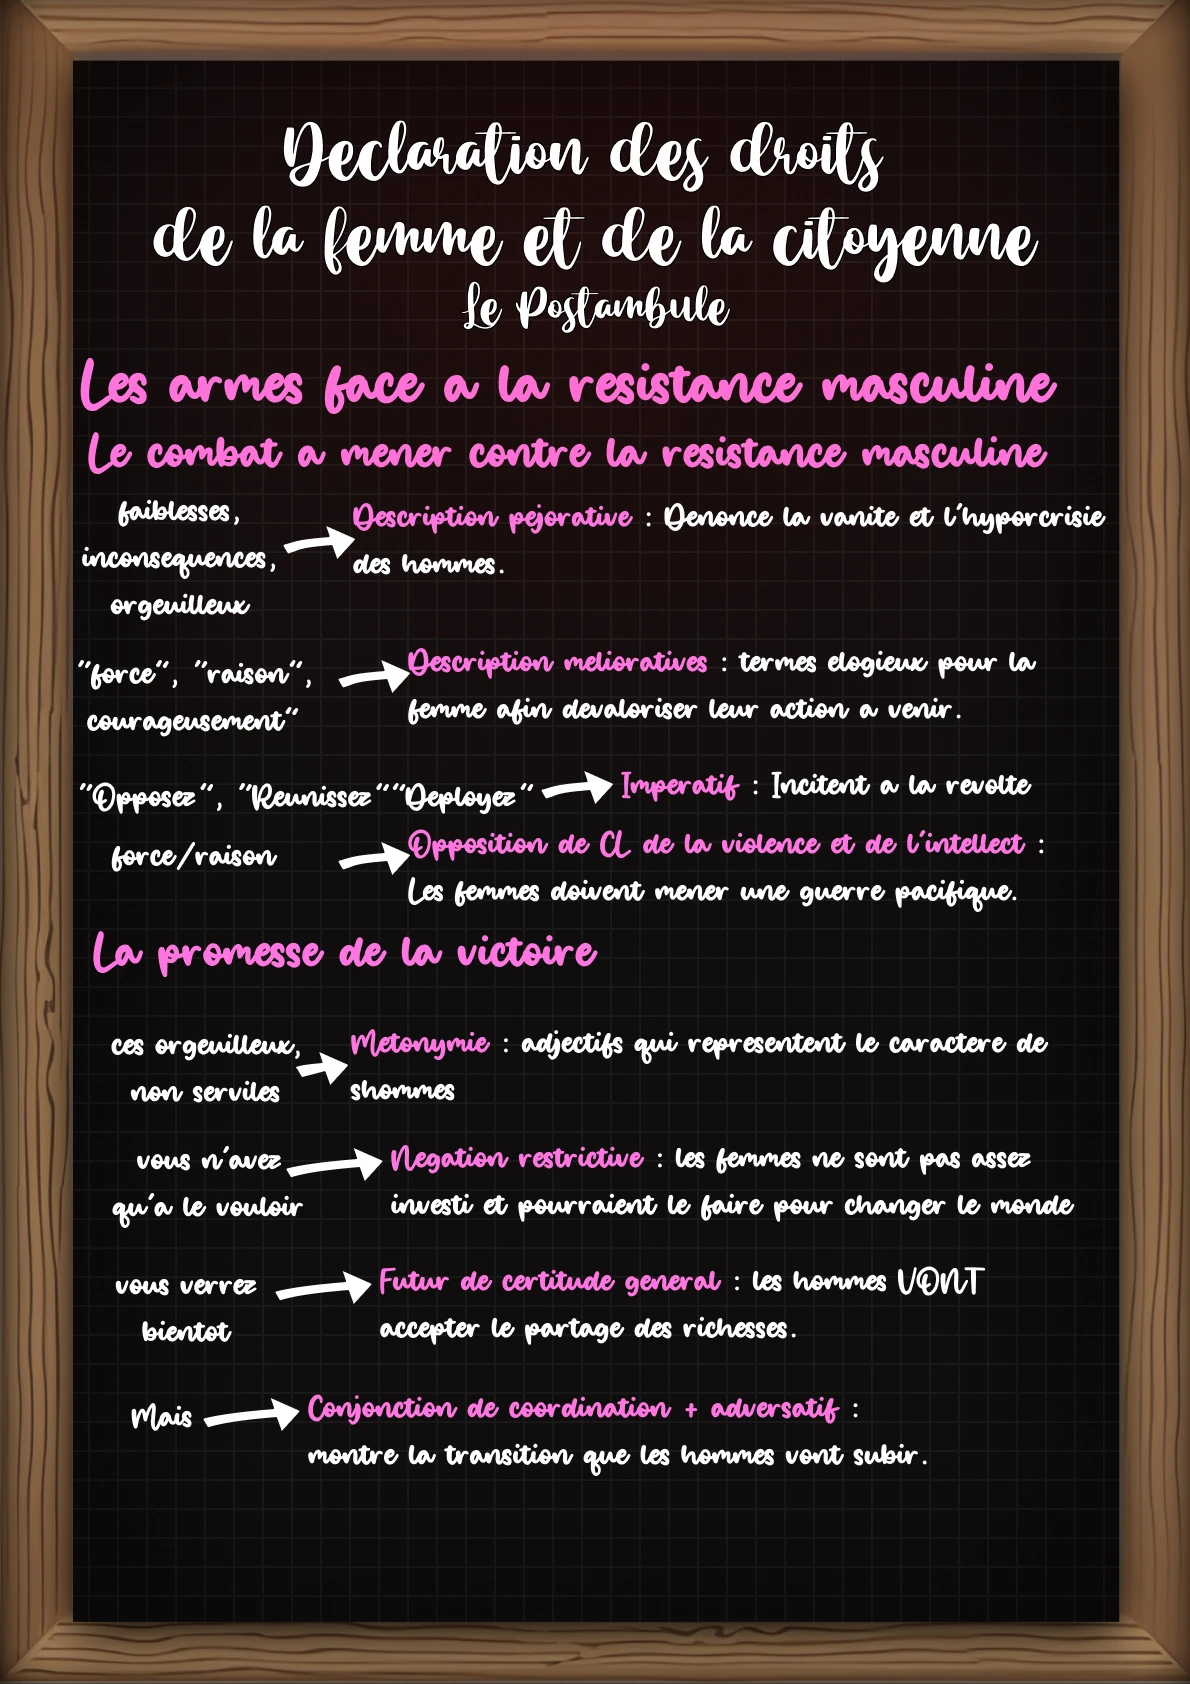 Declaration des droits
de la femme et de la citoyenne
Le Postambule
Les armes face a la resistance masculine
Le combat a mener contre la resistance masculine
faiblesses,
inconsequences,
orgeuilleux
Description pejorative : Denonce la vanite et l'hyporcrisie
des hommes.
"force", "raison",
courageusement"
Description melioratives : termes elogieux pour la
femme afin devaloriser leur action a venir.
"Opposez", "Reunissez""Deployez"
Imperatif : Incitent a la revolte
force/raison
Opposition de CL de la violence et de l'intellect :
Les femmes doivent mener une guerre pacifique.
La promesse de la victoire
ces orgeuilleux,
non serviles
Metonymie : adjectifs qui representent le caractere de
shommes
vous n'avez
qu'a le vouloir
Negation restrictive : les femmes ne sont pas assez
investi et pourraient le faire pour changer le monde
vous verrez
bientot
Futur de certitude general : les hommes VONT
accepter le partage des richesses.
Mais
Conjonction de coordination + adversatif :
montre la transition que les hommes vont subir.